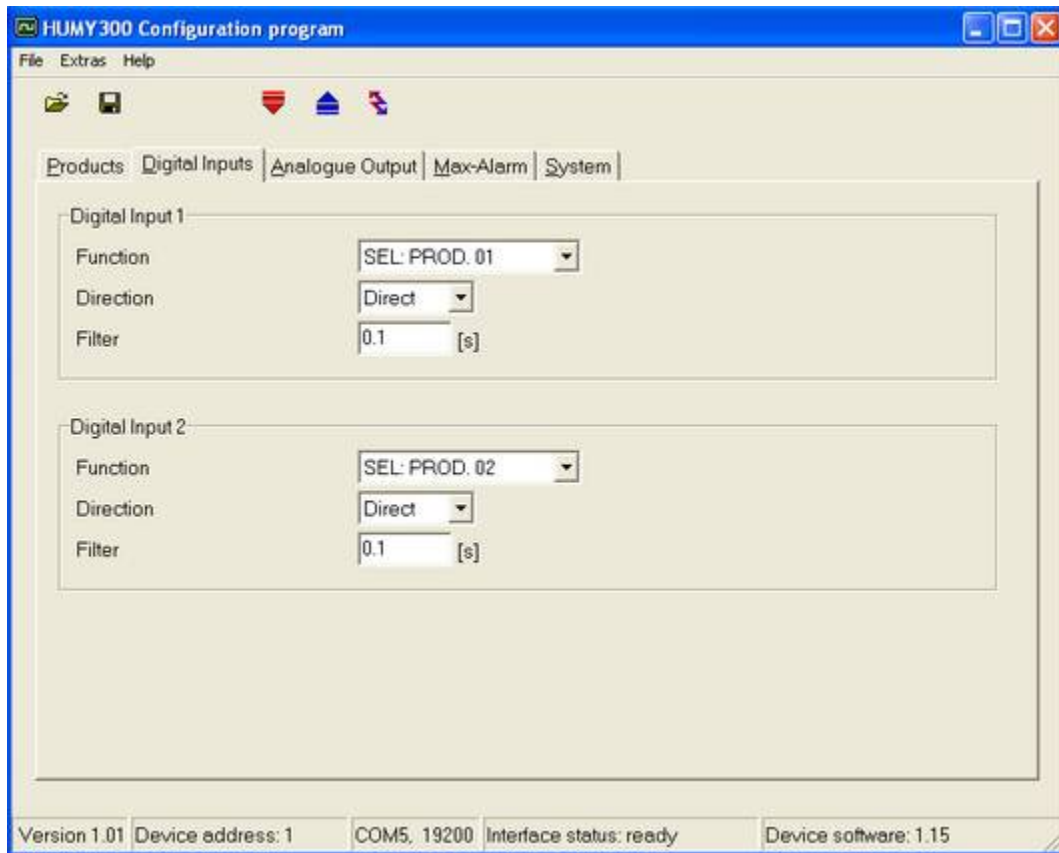 HUMY300 Configuration program
File Extras Help
Products Digital Inputs Analogue Output Max-Alarm System
Digital Input 1
Function SEL: PROD. 01
Direction Direct
Filter 0.1 [s]
Digital Input 2
Function SEL: PROD. 02
Direction Direct
Filter 0.1 [s]
Version 1.01 Device address: 1 COM5, 19200 Interface status: ready Device software: 1.15